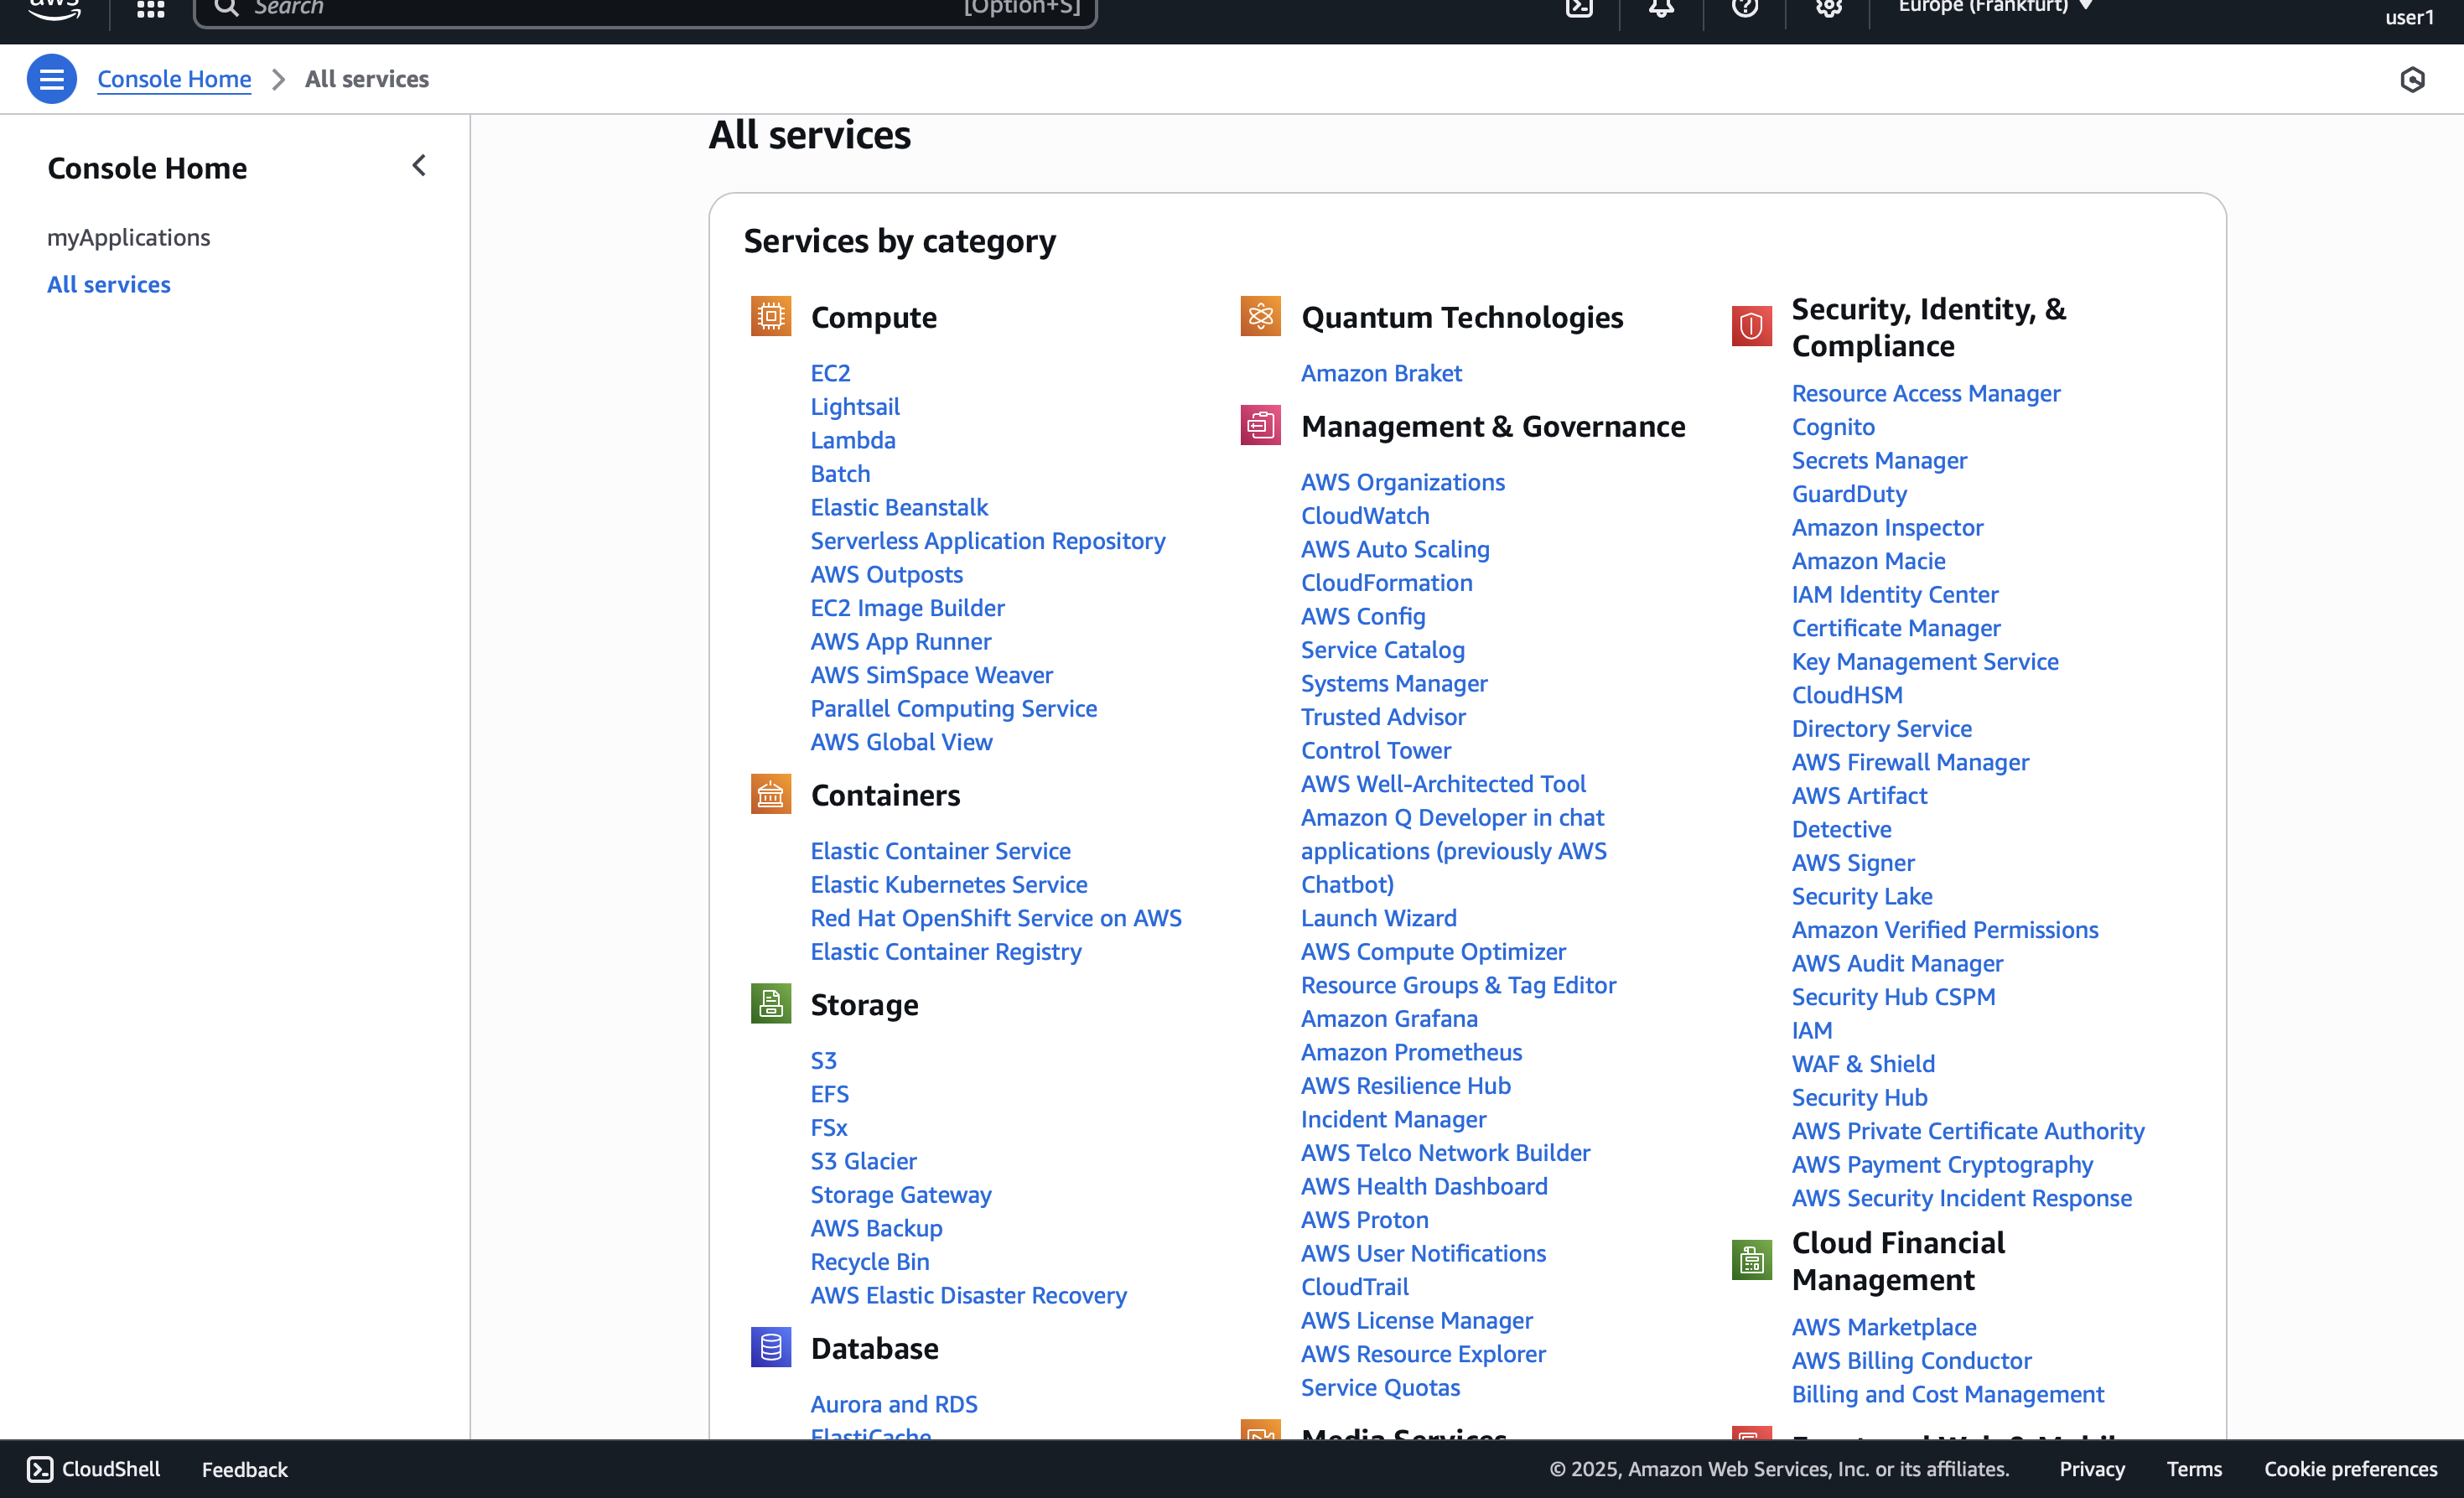 aws
Search
[Option+S]
Europe (Frankfurt)
user1
Console Home
All services
Console Home
myApplications
All services
All services
Services by category
Compute
EC2
Lightsail
Lambda
Batch
Elastic Beanstalk
Serverless Application Repository
AWS Outposts
EC2 Image Builder
AWS App Runner
AWS SimSpace Weaver
Parallel Computing Service
AWS Global View
Containers
Elastic Container Service
Elastic Kubernetes Service
Red Hat OpenShift Service on AWS
Elastic Container Registry
Storage
S3
EFS
FSx
S3 Glacier
Storage Gateway
AWS Backup
Recycle Bin
AWS Elastic Disaster Recovery
Database
Aurora and RDS
ElastiCache
Quantum Technologies
Amazon Braket
Management & Governance
AWS Organizations
CloudWatch
AWS Auto Scaling
CloudFormation
AWS Config
Service Catalog
Systems Manager
Trusted Advisor
Control Tower
AWS Well-Architected Tool
Amazon Q Developer in chat
applications (previously AWS
Chatbot)
Launch Wizard
AWS Compute Optimizer
Resource Groups & Tag Editor
Amazon Grafana
Amazon Prometheus
AWS Resilience Hub
Incident Manager
AWS Telco Network Builder
AWS Health Dashboard
AWS Proton
AWS User Notifications
CloudTrail
AWS License Manager
AWS Resource Explorer
Service Quotas
Media Services
Security, Identity, &
Compliance
Resource Access Manager
Cognito
Secrets Manager
GuardDuty
Amazon Inspector
Amazon Macie
IAM Identity Center
Certificate Manager
Key Management Service
CloudHSM
Directory Service
AWS Firewall Manager
AWS Artifact
Detective
AWS Signer
Security Lake
Amazon Verified Permissions
AWS Audit Manager
Security Hub CSPM
IAM
WAF & Shield
Security Hub
AWS Private Certificate Authority
AWS Payment Cryptography
AWS Security Incident Response
Cloud Financial
Management
AWS Marketplace
AWS Billing Conductor
Billing and Cost Management
CloudShell
Feedback
© 2025, Amazon Web Services, Inc. or its affiliates.
Privacy
Terms
Cookie preferences